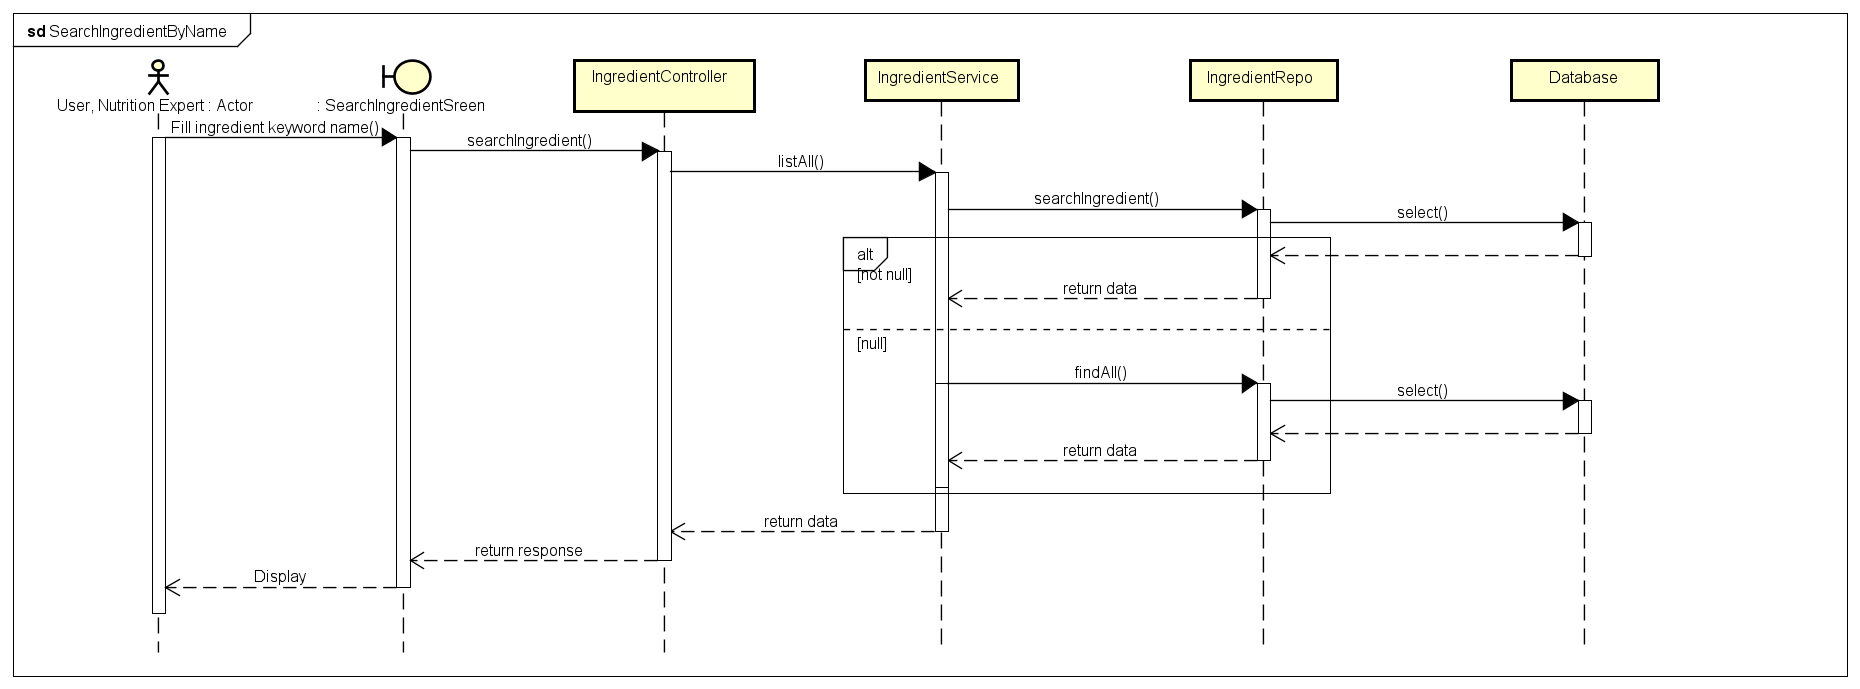 sd SearchIngredientByName
User, Nutrition Expert : Actor
: SearchIngredientSreen
IngredientController
IngredientService
IngredientRepo
Database
Fill ingredient keyword name()
searchIngredient()
listAll()
searchIngredient()
select()
alt
[not null]
return data
[null]
findAll()
select()
return data
return data
return response
Display